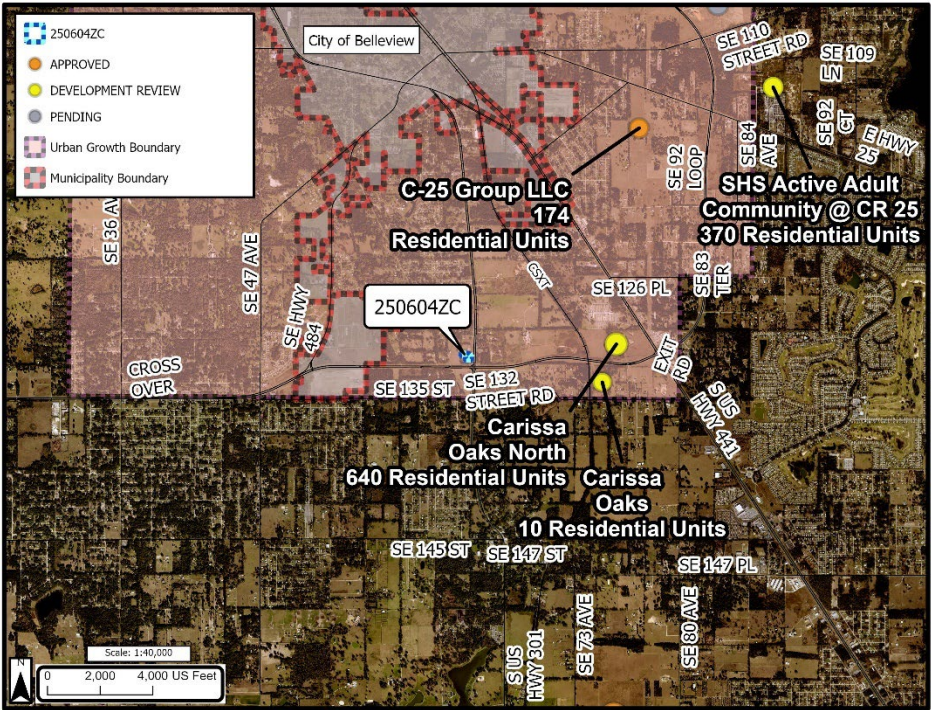 250604ZC
APPROVED
DEVELOPMENT REVIEW
PENDING
Urban Growth Boundary
Municipality Boundary
City of Belleview
SE 110
STREET RD
SE 109
LN
SE 92
CT
E HWY
25
SE 84
AVE
SE 92
LOOP
C-25 Group LLC
174
Residential Units
SHS Active Adult
Community @ CR 25
370 Residential Units
SE 36 AV
SE 47 AVE
SE HWY
484
CSXT
SE 126 PL
SE 83
TER
250604ZC
CROSS
OVER
EXIT
RD
SE 135 ST
SE 132
STREET RD
S US
HWY 441
Carissa
Oaks North
640 Residential Units
Carissa
Oaks
10 Residential Units
SE 145 ST
SE 147 ST
SE 147 PL
S US
HWY 301
SE 73 AVE
SE 80 AVE
Scale: 1:40,000
N
0 2,000 4,000 US Feet